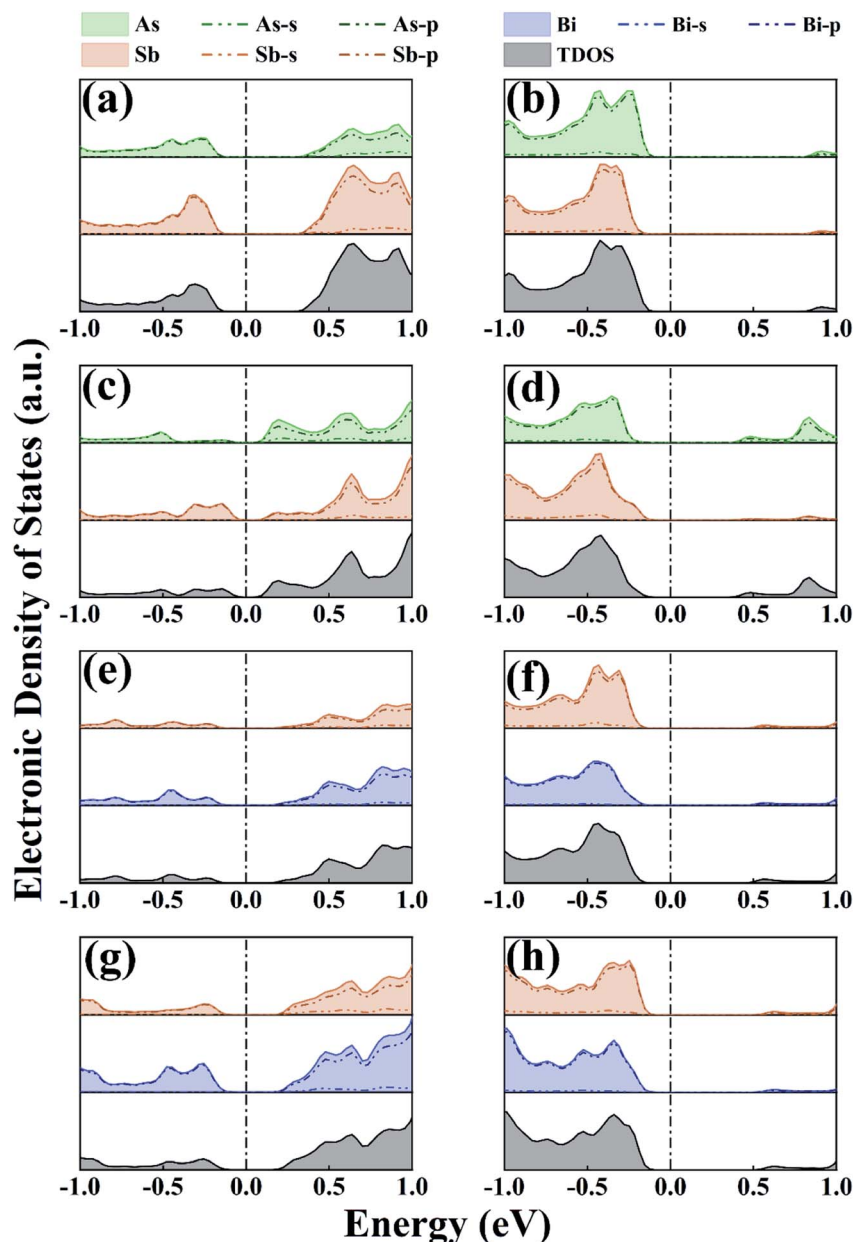 As As-s As-p Bi Bi-s Bi-p
Sb Sb-s Sb-p TDOS
(a) (b)
-1.0 -0.5 0.0 0.5 1.0 -1.0 -0.5 0.0 0.5 1.0
(c) (d)
-1.0 -0.5 0.0 0.5 1.0 -1.0 -0.5 0.0 0.5 1.0
(e) (f)
-1.0 -0.5 0.0 0.5 1.0 -1.0 -0.5 0.0 0.5 1.0
(g) (h)
-1.0 -0.5 0.0 0.5 1.0 -1.0 -0.5 0.0 0.5 1.0
Electronic Density of States (a.u.)
Energy (eV)